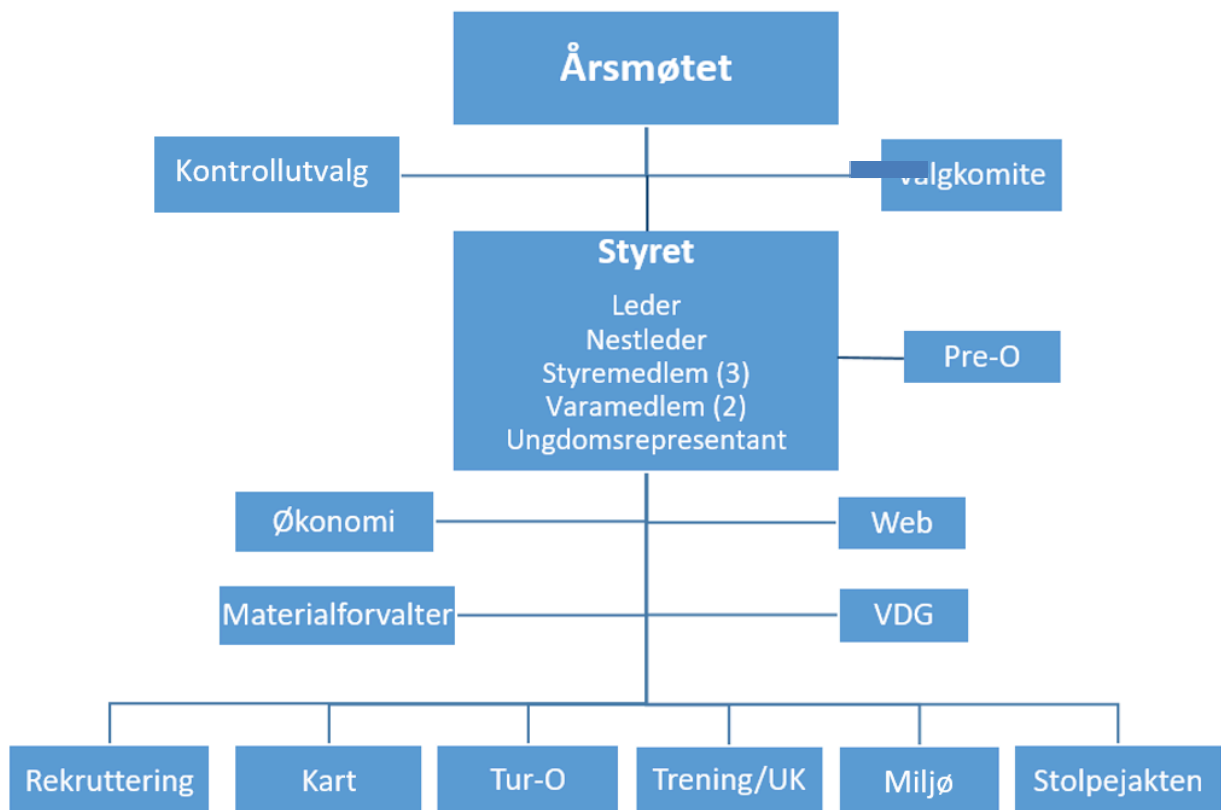 Årsmøtet
Kontrollutvalg
Valgkomite
Styret
Leder
Nestleder
Styremedlem (3)
Varamedlem (2)
Ungdomsrepresentant
Pre-O
Økonomi
Web
Materialforvalter
VDG
Rekruttering
Kart
Tur-O
Trening/UK
Miljø
Stolpejakten